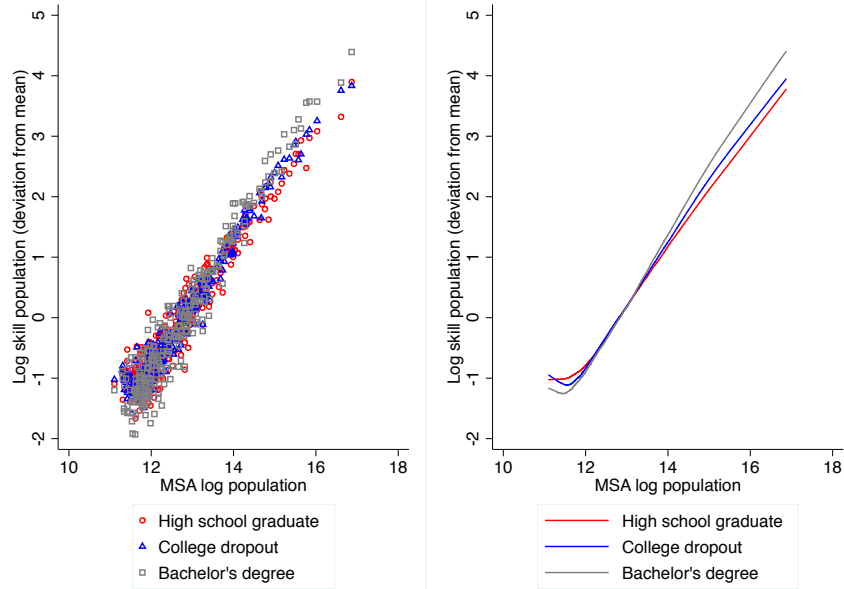 Log skill population (deviation from mean)
5
4
3
2
1
0
-1
-2
10 12 14 16 18
MSA log population
High school graduate
College dropout
Bachelor's degree
Log skill population (deviation from mean)
5
4
3
2
1
0
-1
-2
10 12 14 16 18
MSA log population
High school graduate
College dropout
Bachelor's degree